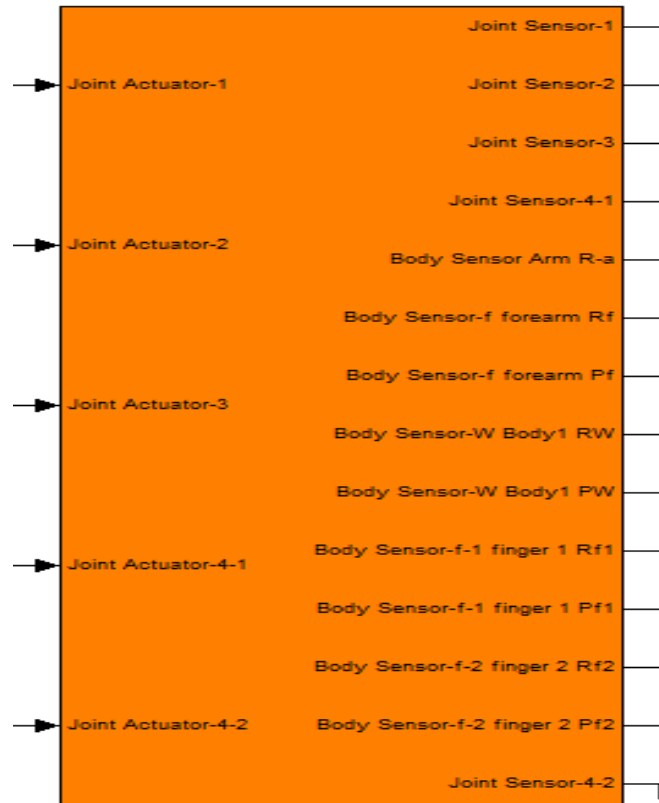 Joint Sensor-1
Joint Actuator-1
Joint Sensor-2
Joint Sensor-3
Joint Sensor-4-1
Joint Actuator-2
Body Sensor Arm R-a
Body Sensor-f forearm Rf
Body Sensor-f forearm Pf
Joint Actuator-3
Body Sensor-W Body1 RW
Body Sensor-W Body1 PW
Body Sensor-f-1 finger 1 Rf1
Joint Actuator-4-1
Body Sensor-f-1 finger 1 Pf1
Body Sensor-f-2 finger 2 Rf2
Joint Actuator-4-2
Body Sensor-f-2 finger 2 Pf2
Joint Sensor-4-2